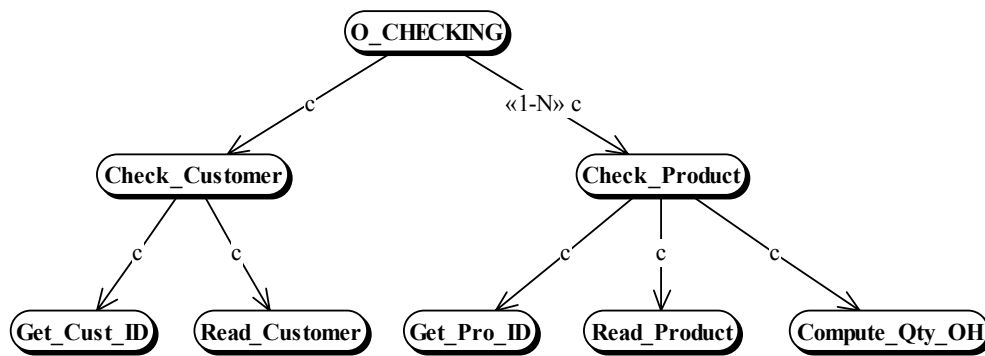 O_CHECKING
c
«1-N» c
Check_Customer
Check_Product
c
c
c
c
c
Get_Cust_ID
Read_Customer
Get_Pro_ID
Read_Product
Compute_Qty_OH